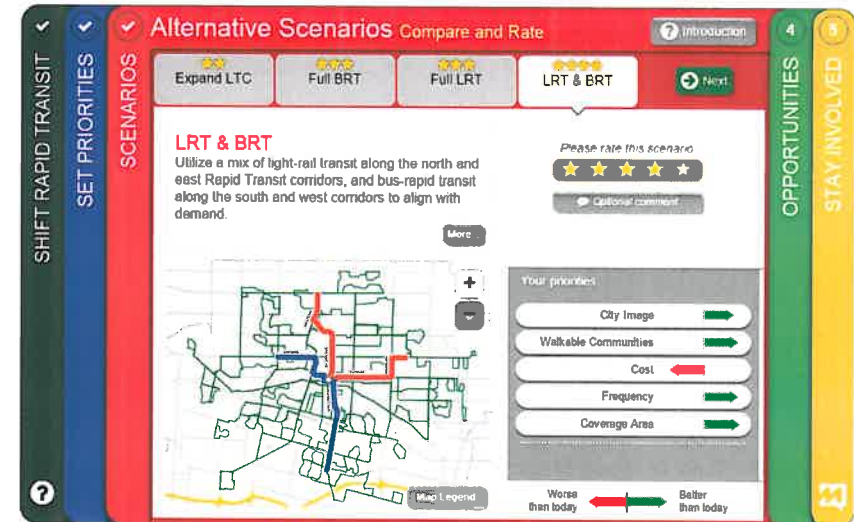 SHIFT RAPID TRANSIT
SET PRIORITIES
SCENARIOS
Alternative Scenarios Compare and Rate
Introduction
Expand LTC
Full BRT
Full LRT
LRT & BRT
Next
LRT & BRT
Utilize a mix of light-rail transit along the north and
east Rapid Transit corridors, and bus-rapid transit
along the south and west corridors to align with
demand.
More...
Please rate this scenario
Optional comment
Your priorities
City Image
Walkable Communities
Cost
Frequency
Coverage Area
Map Legend
Worse
than today
Better
than today
4
OPPORTUNITIES
5
STAY INVOLVED